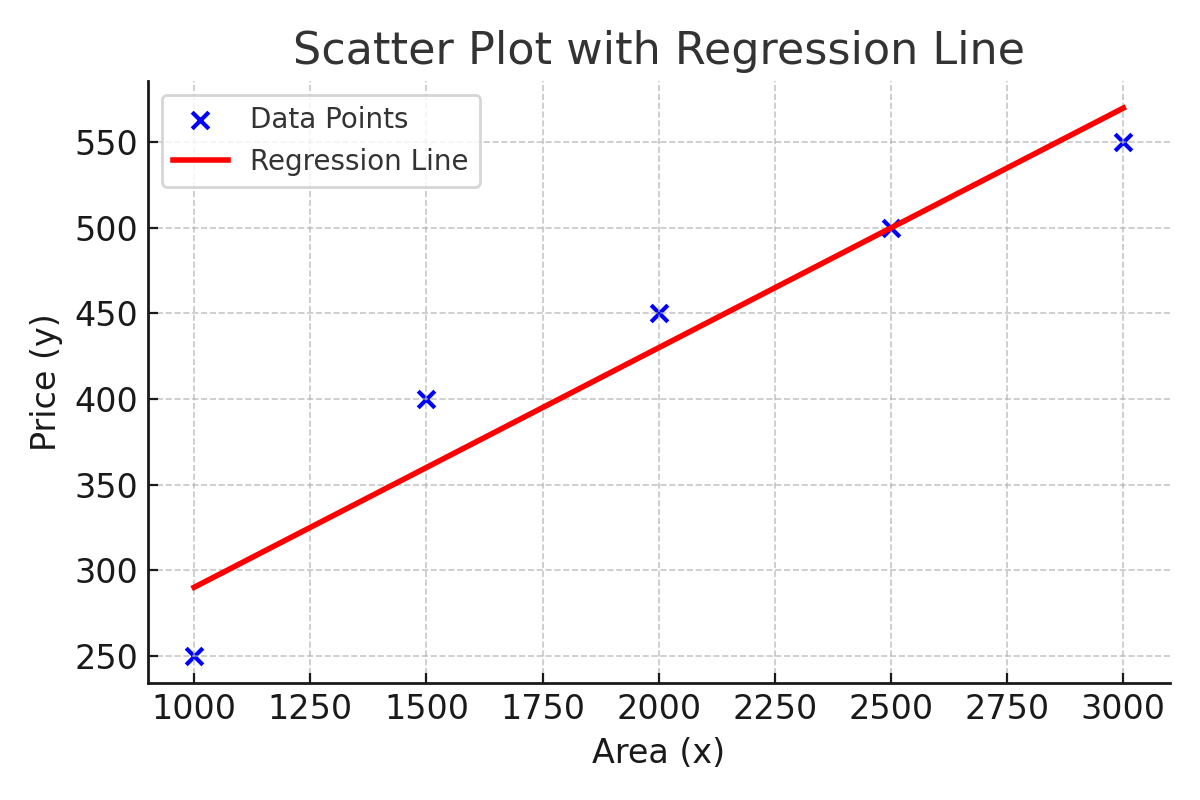 Scatter Plot with Regression Line
Data Points
Regression Line
Price (y)
550
500
450
400
350
300
250
1000 1250 1500 1750 2000 2250 2500 2750 3000
Area (x)